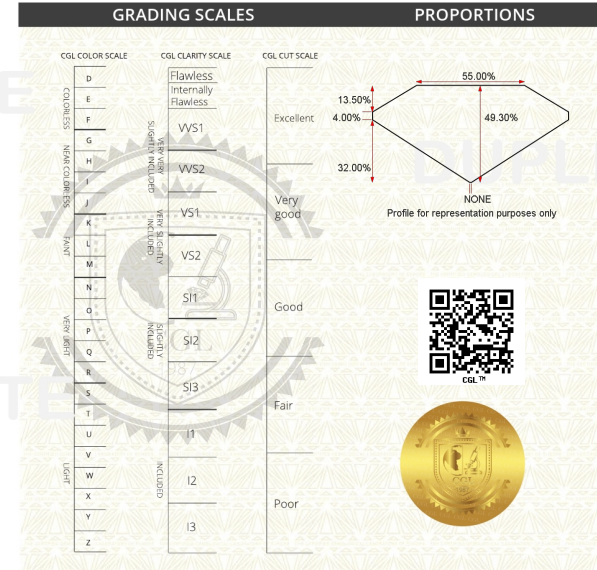 GRADING SCALES
CGL COLOR SCALE
COLORLESS
D
E
F
NEAR COLORLESS
G
H
I
J
FAINT
K
L
M
VERY LIGHT
N
O
P
Q
R
LIGHT
S
T
U
V
W
X
Y
Z
CGL CLARITY SCALE
Flawless
Internally
Flawless
VERY VERY
SLIGHTLY INCLUDED
VVS1
VVS2
VERY SLIGHTLY
INCLUDED
VS1
VS2
SLIGHTLY
INCLUDED
SI1
SI2
SI3
INCLUDED
I1
I2
I3
CGL CUT SCALE
Excellent
Very
good
Good
Fair
Poor
PROPORTIONS
55.00%
13.50%
4.00%
49.30%
32.00%
NONE
Profile for representation purposes only
CGL™
CGL
CGL